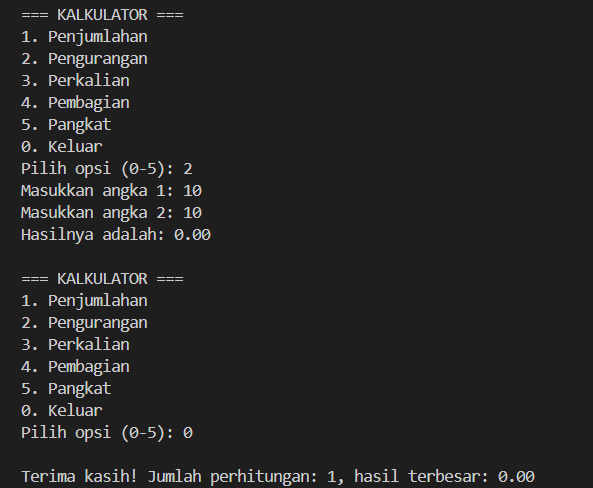 === KALKULATOR ===
1. Penjumlahan
2. Pengurangan
3. Perkalian
4. Pembagian
5. Pangkat
0. Keluar
Pilih opsi (0-5): 2
Masukkan angka 1: 10
Masukkan angka 2: 10
Hasilnya adalah: 0.00

=== KALKULATOR ===
1. Penjumlahan
2. Pengurangan
3. Perkalian
4. Pembagian
5. Pangkat
0. Keluar
Pilih opsi (0-5): 0

Terima kasih! Jumlah perhitungan: 1, hasil terbesar: 0.00